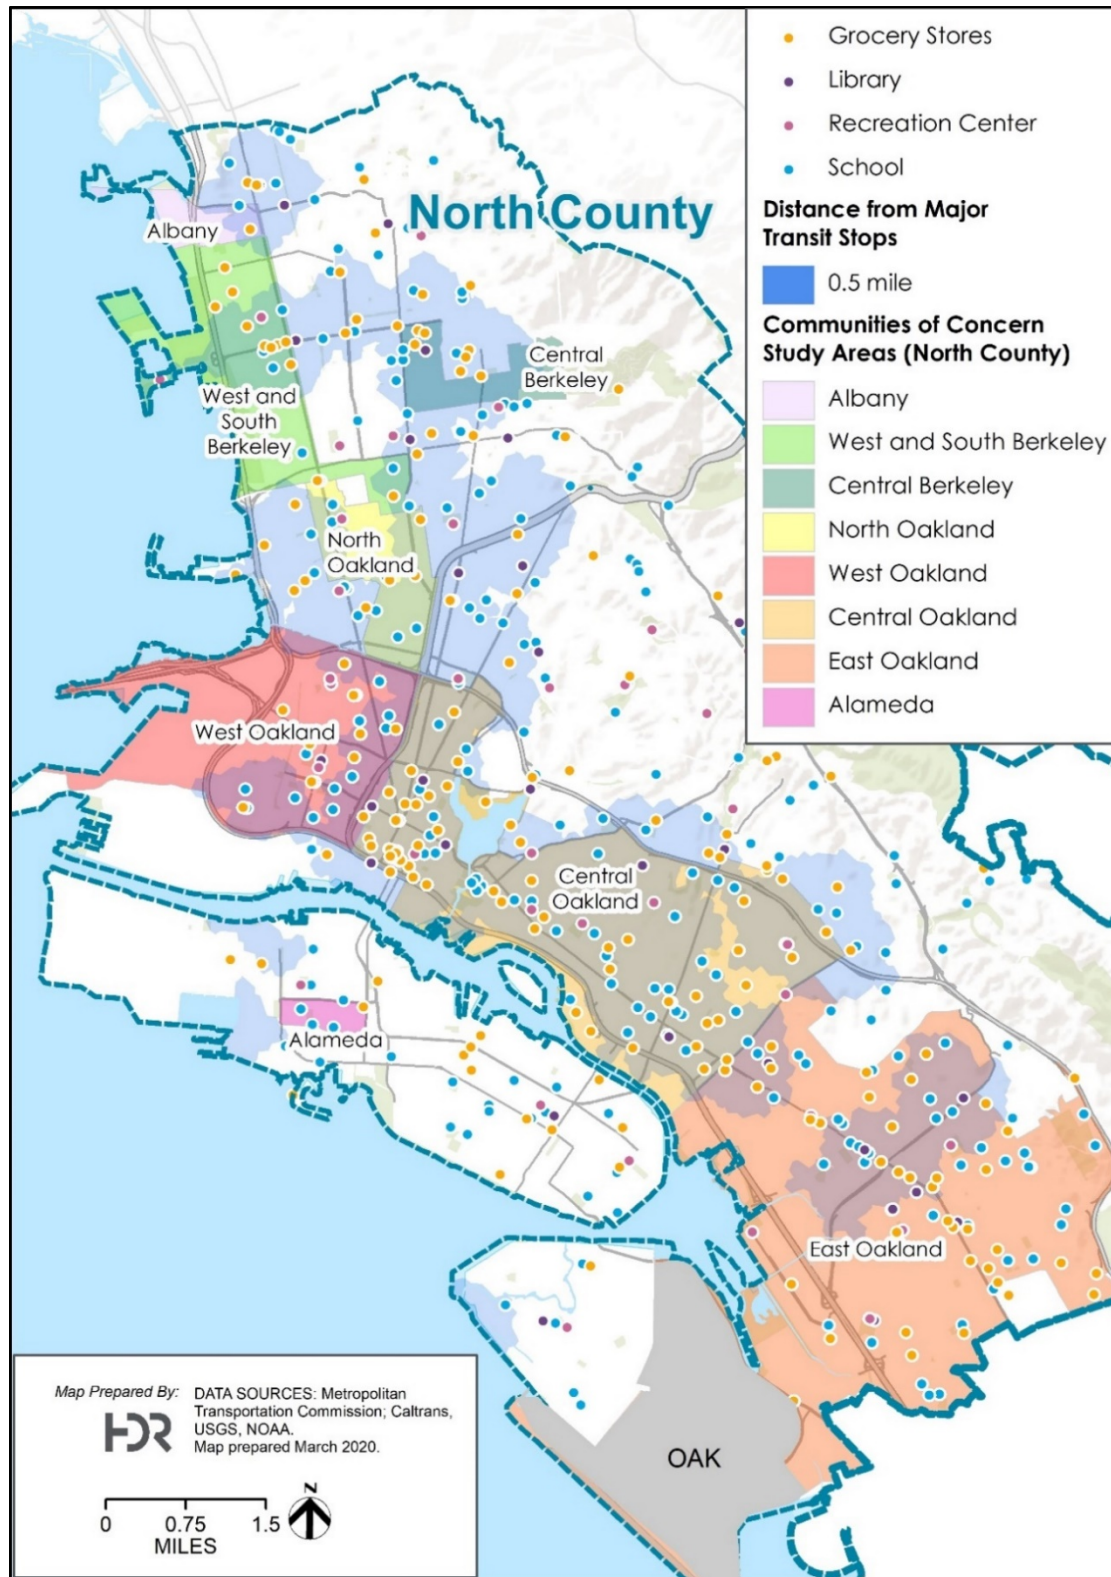 Grocery Stores
Library
Recreation Center
School
Distance from Major
Transit Stops
0.5 mile
Communities of Concern
Study Areas (North County)
Albany
West and South Berkeley
Central Berkeley
North Oakland
West Oakland
Central Oakland
East Oakland
Alameda
North County
Albany
Central
Berkeley
West and
South
Berkeley
North
Oakland
West Oakland
Central
Oakland
Alameda
East Oakland
OAK
Map Prepared By:
HDR
DATA SOURCES: Metropolitan
Transportation Commission; Caltrans,
USGS, NOAA.
Map prepared March 2020.
N
0 0.75 1.5
MILES